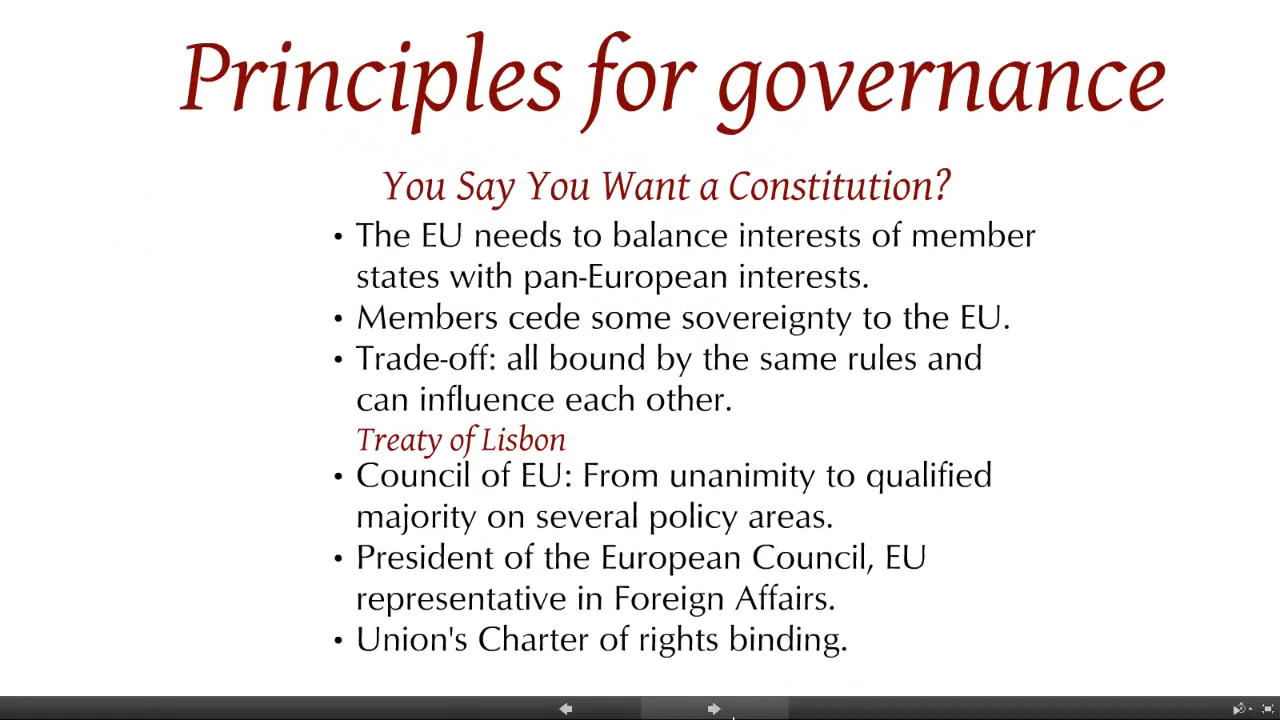 Principles for governance
You Say You Want a Constitution?
• The EU needs to balance interests of member
states with pan-European interests.
• Members cede some sovereignty to the EU.
• Trade-off: all bound by the same rules and
can influence each other.
Treaty of Lisbon
• Council of EU: From unanimity to qualified
majority on several policy areas.
• President of the European Council, EU
representative in Foreign Affairs.
• Union's Charter of rights binding.